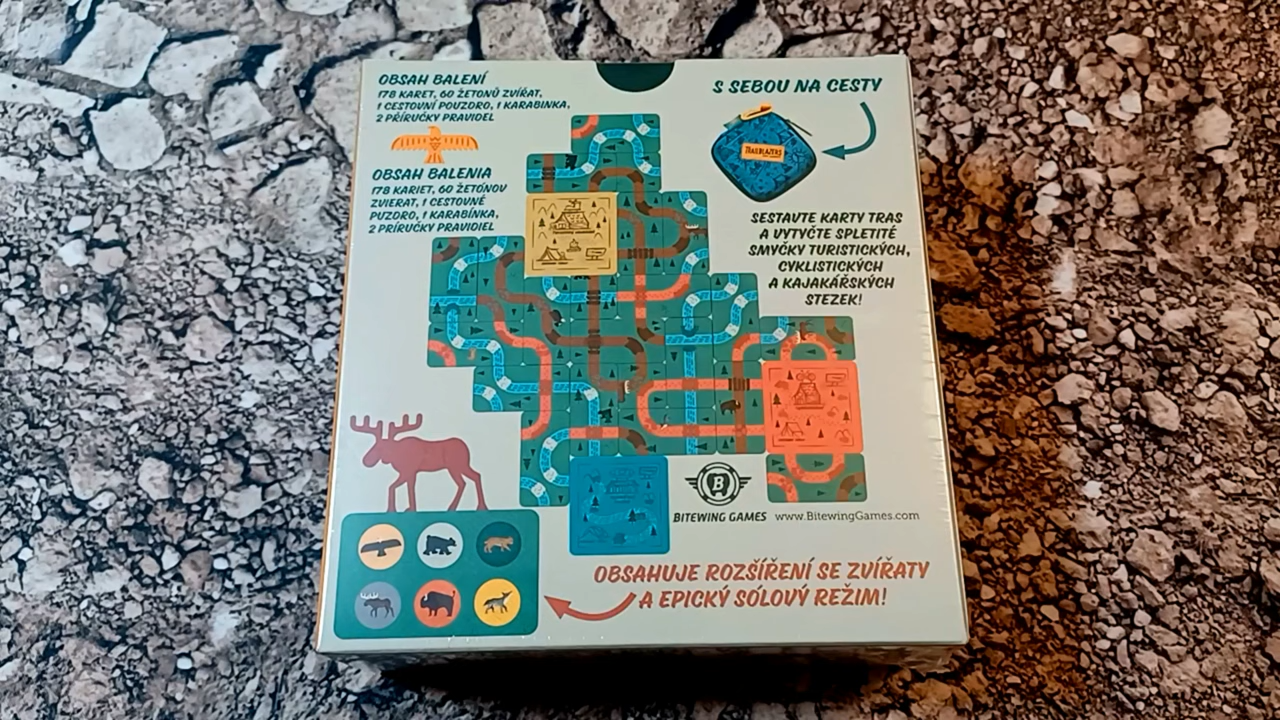 OBSAH BALENÍ
178 KARET, 60 ŽETONŮ ZVÍŘAT,
1 CESTOVNÍ POUZDRO, 1 KARABINKA,
2 PŘÍRUČKY PRAVIDEL
OBSAH BALENIA
178 KARIET, 60 ŽETÓNOV
ZVIERAT, 1 CESTOVNÉ
PUZDRO, 1 KARABÍNKA,
2 PRÍRUČKY PRAVIDIEL
S SEBOU NA CESTY
TRAILBLAZERS
SESTAVTE KARTY TRAS
A VYTYČTE SPLETITÉ
SMYČKY TURISTICKÝCH,
CYKLISTICKÝCH
A KAJAKÁŘSKÝCH
STEZEK!
B
BITEWING GAMES www.BitewingGames.com
OBSAHUJE ROZŠÍŘENÍ SE ZVÍŘATY
A EPICKÝ SÓLOVÝ REŽIM!